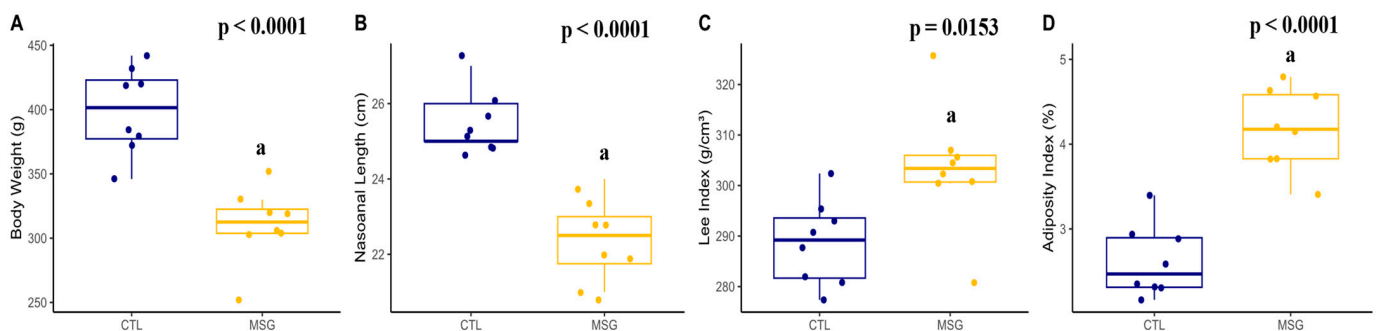 A
p < 0.0001
Body Weight (g)
450
400
350
300
250
a
CTL
MSG
B
p < 0.0001
Nasoanal Length (cm)
26
24
22
a
CTL
MSG
C
p = 0.0153
Lee Index (g/cm³)
320
310
300
290
280
a
CTL
MSG
D
p < 0.0001
Adiposity Index (%)
5
4
3
a
CTL
MSG